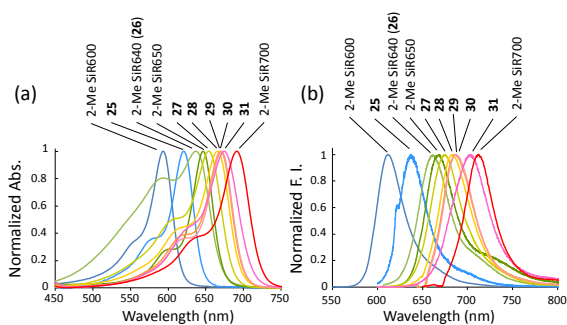 (a)
2-Me SiR600
25
2-Me SiR640 (26)
2-Me SiR650
27
28
29
30
31
2-Me SiR700
Normalized Abs.
1
0.8
0.6
0.4
0.2
0
450 500 550 600 650 700 750
Wavelength (nm)
(b)
2-Me SiR600
25
2-Me SiR640 (26)
2-Me SiR650
27
28
29
30
31
2-Me SiR700
Normalized F. I.
1
0.8
0.6
0.4
0.2
0
550 600 650 700 750 800
Wavelength (nm)